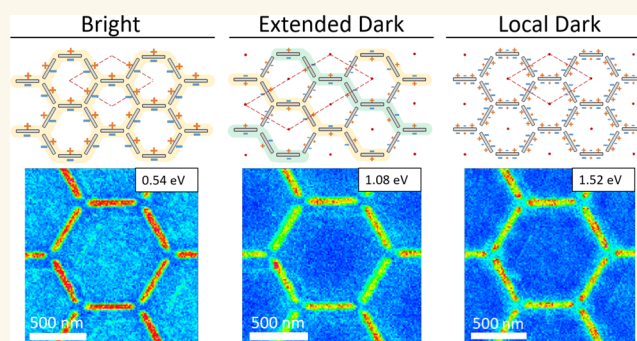 Bright
Extended Dark
Local Dark
0.54 eV
1.08 eV
1.52 eV
500 nm
500 nm
500 nm